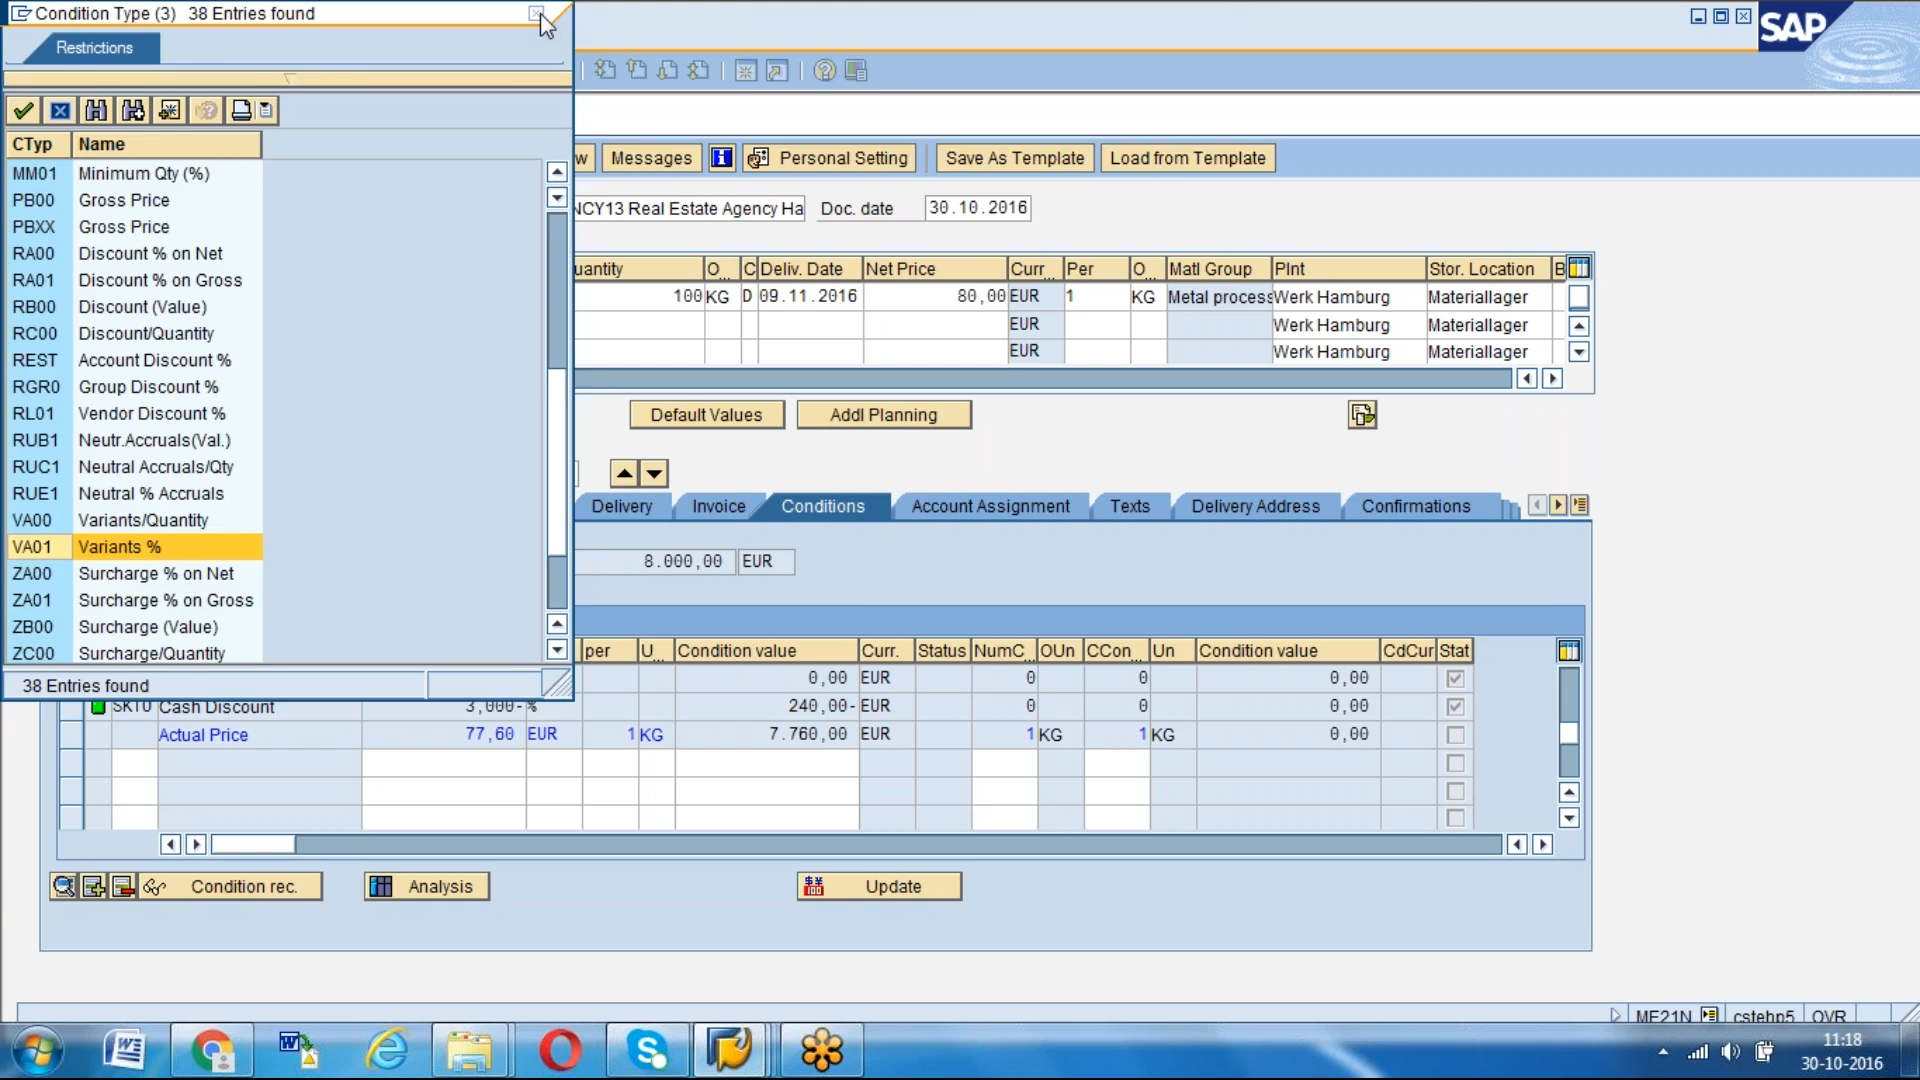 Condition Type (3)   38 Entries found
SAP
Restrictions
CTyp Name
MM01 Minimum Qty (%)
PB00 Gross Price
PBXX Gross Price
RA00 Discount % on Net
RA01 Discount % on Gross
RB00 Discount (Value)
RC00 Discount/Quantity
REST Account Discount %
RGR0 Group Discount %
RL01 Vendor Discount %
RUB1 Neutr.Accruals(Val.)
RUC1 Neutral Accruals/Qty
RUE1 Neutral % Accruals
VA00 Variants/Quantity
VA01 Variants %
ZA00 Surcharge % on Net
ZA01 Surcharge % on Gross
ZB00 Surcharge (Value)
ZC00 Surcharge/Quantity
38 Entries found
w Messages Personal Setting Save As Template Load from Template
NCY13 Real Estate Agency Ha Doc. date 30.10.2016
uantity O... C Deliv. Date Net Price Curr... Per O... Matl Group Plnt Stor. Location B
100 KG D 09.11.2016 80,00 EUR 1 KG Metal process Werk Hamburg Materiallager
EUR Werk Hamburg Materiallager
EUR Werk Hamburg Materiallager
Default Values Addl Planning
Delivery Invoice Conditions Account Assignment Texts Delivery Address Confirmations
8.000,00 EUR
per U... Condition value Curr. Status NumC... OUn CCon... Un Condition value CdCur Stat
0,00 EUR 0 0 0,00
SKTO Cash Discount 3,000- % 240,00- EUR 0 0 0,00
Actual Price 77,60 EUR 1 KG 7.760,00 EUR 1 KG 1 KG 0,00
Condition rec. Analysis Update
ME21N cstehp5 OVR
11:18
30-10-2016